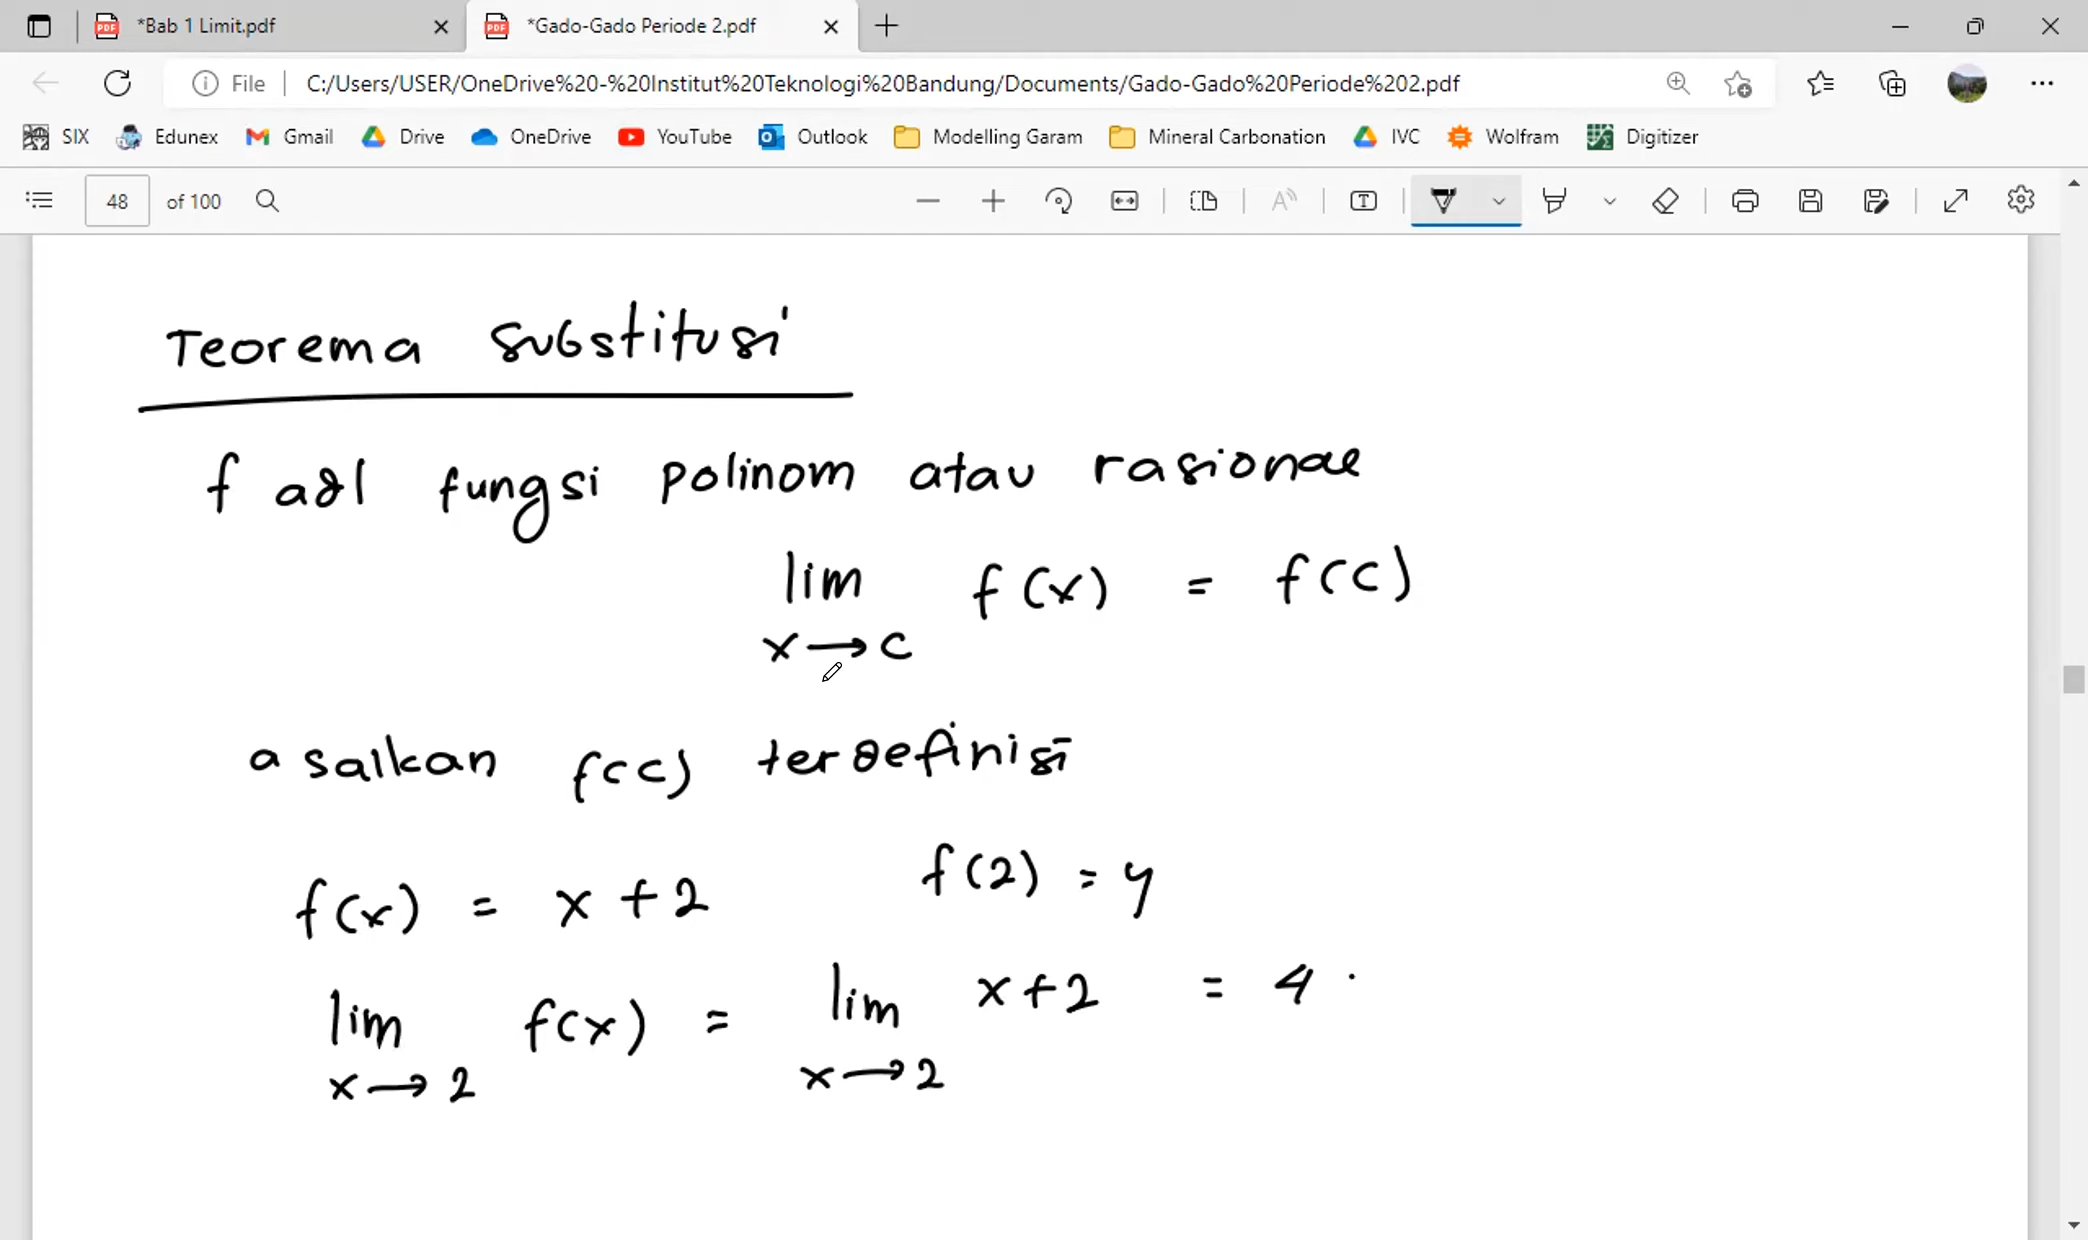 *Bab 1 Limit.pdf
*Gado-Gado Periode 2.pdf
File C:/Users/USER/OneDrive%20-%20Institut%20Teknologi%20Bandung/Documents/Gado-Gado%20Periode%202.pdf
SIX Edunex Gmail Drive OneDrive YouTube Outlook Modelling Garam Mineral Carbonation IVC Wolfram Digitizer
48 of 100
Teorema substitusi
f adl fungsi polinom atau rasional
lim f(x) = f(c)
x → c
asalkan f(c) terdefinisi
f(x) = x + 2 f(2) = 4
lim f(x) = lim x+2 = 4 .
x → 2 x → 2